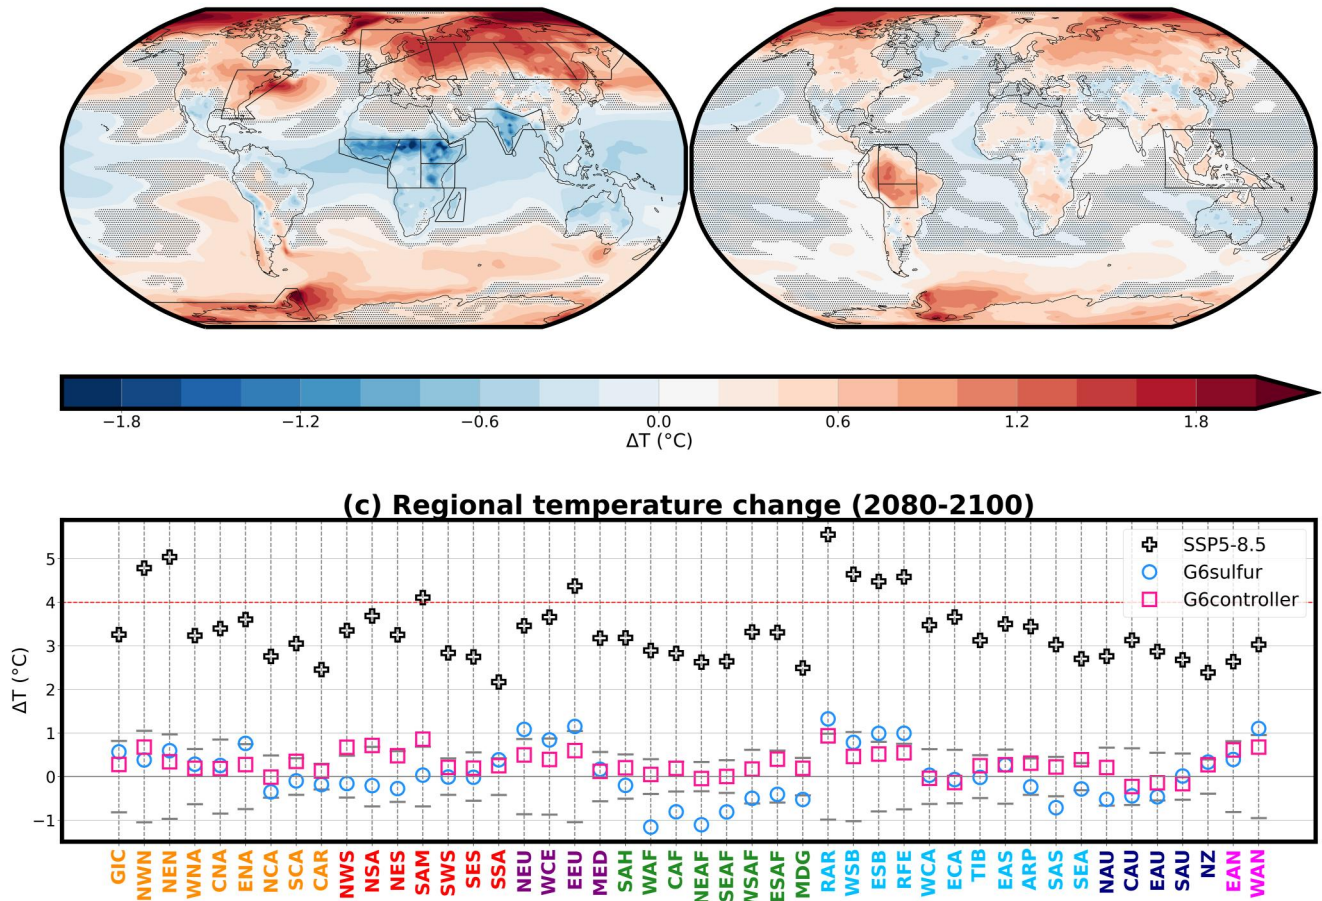 −1.8 −1.2 −0.6 0.0 0.6 1.2 1.8
ΔT (°C)
(c) Regional temperature change (2080-2100)
SSP5-8.5
G6sulfur
G6controller
5
4
3
2
1
0
−1
ΔT (°C)
GIC NWN NEN WNA CNA ENA NCA SCA CAR NWS NSA NES SAM SWS SES SSA NEU WCE EEU MED SAH WAF CAF NEAF SEAF WSAF ESAF MDG RAR WSB ESB RFE WCA ECA TIB EAS ARP SAS SEA NAU CAU EAU SAU NZ EAN WAN